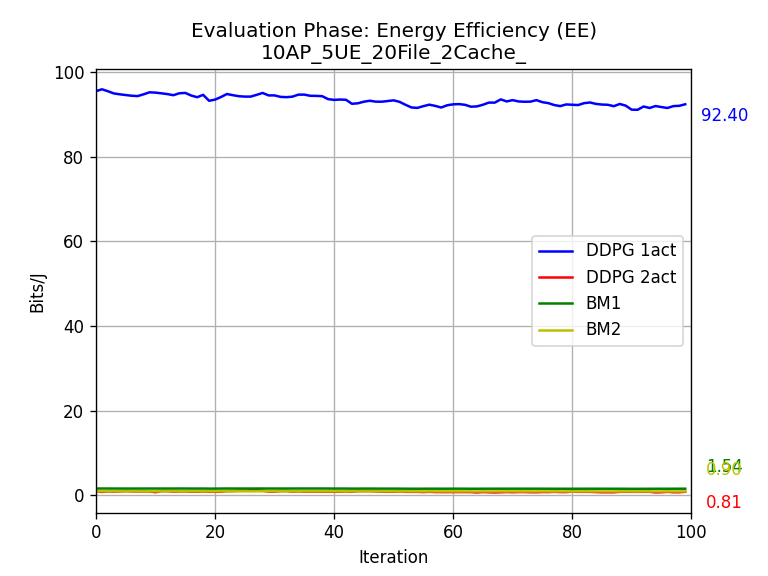 Evaluation Phase: Energy Efficiency (EE)
10AP_5UE_20File_2Cache_
100
80
60
40
20
0
Bits/J
0 20 40 60 80 100
Iteration
DDPG 1act
DDPG 2act
BM1
BM2
92.40
1.54
0.81